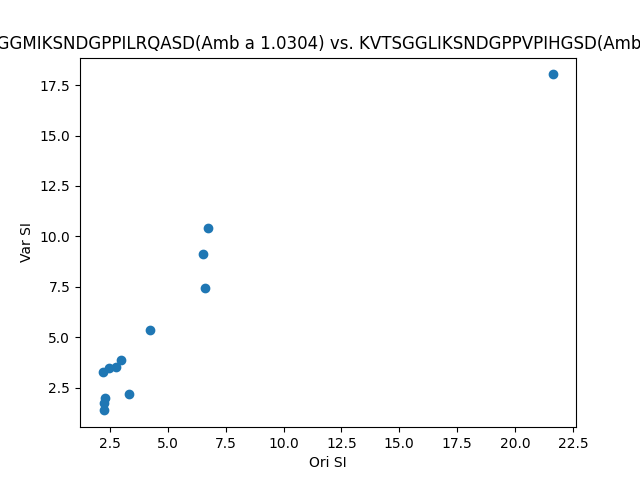 GGMIKSNDGPPILRQASD(Amb a 1.0304) vs. KVTSGGLIKSNDGPPVPIHGSD(Amb
17.5
15.0
12.5
10.0
7.5
5.0
2.5
Var SI
2.5 5.0 7.5 10.0 12.5 15.0 17.5 20.0 22.5
Ori SI